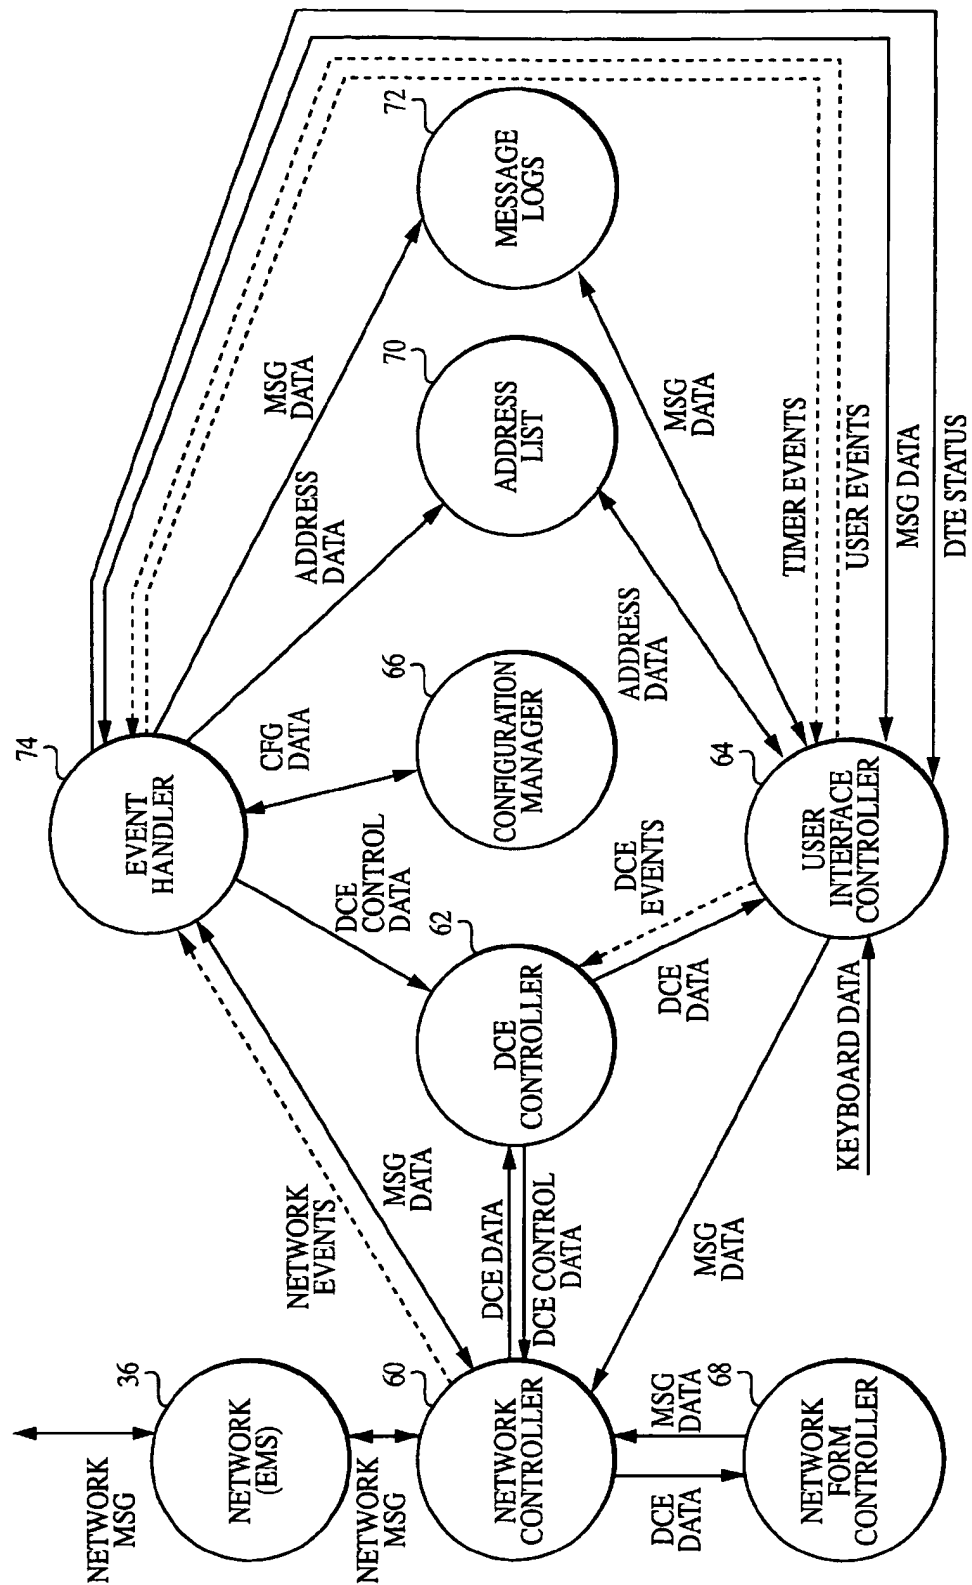 NETWORK
MSG
36
NETWORK
(EMS)
NETWORK
MSG
60
NETWORK
CONTROLLER
DCE
DATA
MSG
DATA
68
NETWORK
FORM
CONTROLLER
NETWORK
EVENTS
MSG
DATA
DCE DATA
DCE CONTROL
DATA
MSG
DATA
74
EVENT
HANDLER
DCE
CONTROL
DATA
62
DCE
CONTROLLER
DCE
EVENTS
DCE
DATA
KEYBOARD DATA
64
USER
INTERFACE
CONTROLLER
CFG
DATA
66
CONFIGURATION
MANAGER
ADDRESS
DATA
ADDRESS
DATA
70
ADDRESS
LIST
MSG
DATA
MSG
DATA
72
MESSAGE
LOGS
TIMER EVENTS
USER EVENTS
MSG DATA
DTE STATUS